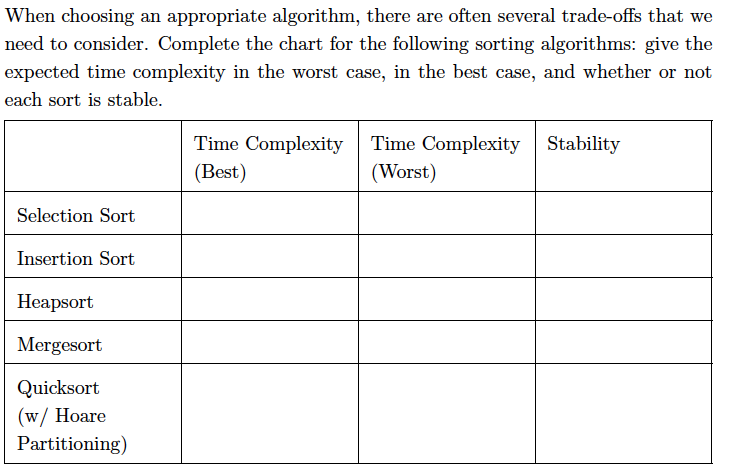 When choosing an appropriate algorithm, there are often several trade-offs that we
need to consider. Complete the chart for the following sorting algorithms: give the
expected time complexity in the worst case, in the best case, and whether or not
each sort is stable.
Time Complexity (Best)
Time Complexity (Worst)
Stability
Selection Sort
Insertion Sort
Heapsort
Mergesort
Quicksort
(w/ Hoare
Partitioning)